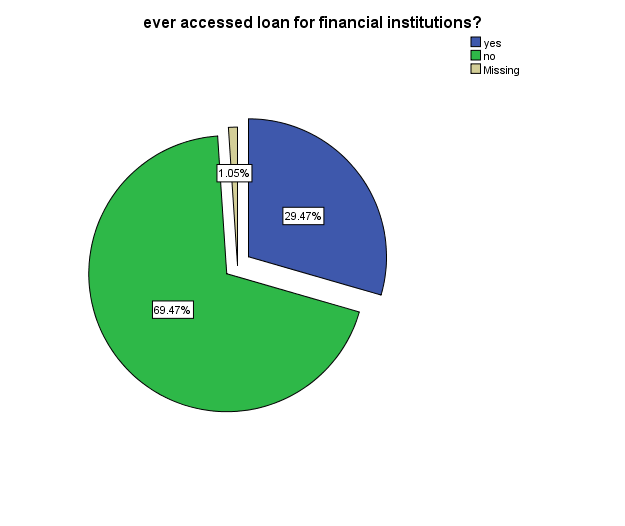 ever accessed loan for financial institutions?
yes
no
Missing
1.05%
29.47%
69.47%